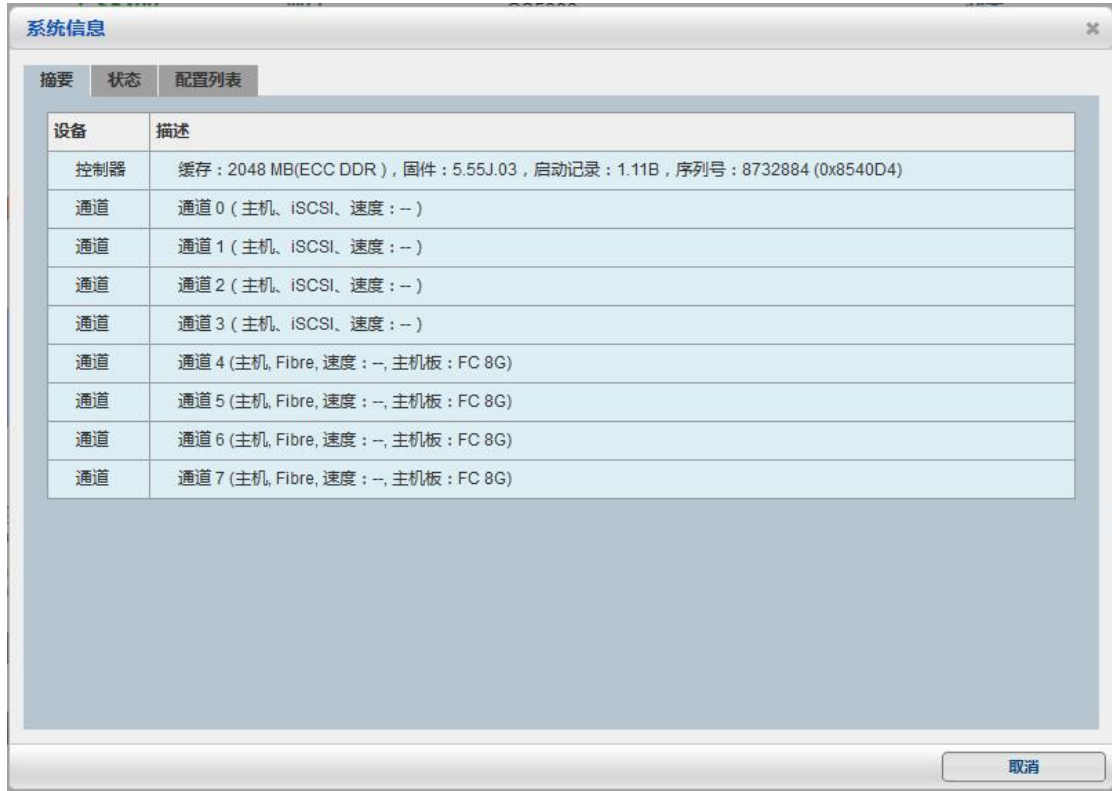 系统信息
摘要 状态 配置列表
设备 描述
控制器 缓存：2048 MB(ECC DDR )，固件：5.55J.03，启动记录：1.11B，序列号：8732884 (0x8540D4)
通道 通道 0（主机、iSCSI、速度：--）
通道 通道 1（主机、iSCSI、速度：--）
通道 通道 2（主机、iSCSI、速度：--）
通道 通道 3（主机、iSCSI、速度：--）
通道 通道 4 (主机, Fibre, 速度：--, 主机板：FC 8G)
通道 通道 5 (主机, Fibre, 速度：--, 主机板：FC 8G)
通道 通道 6 (主机, Fibre, 速度：--, 主机板：FC 8G)
通道 通道 7 (主机, Fibre, 速度：--, 主机板：FC 8G)
取消